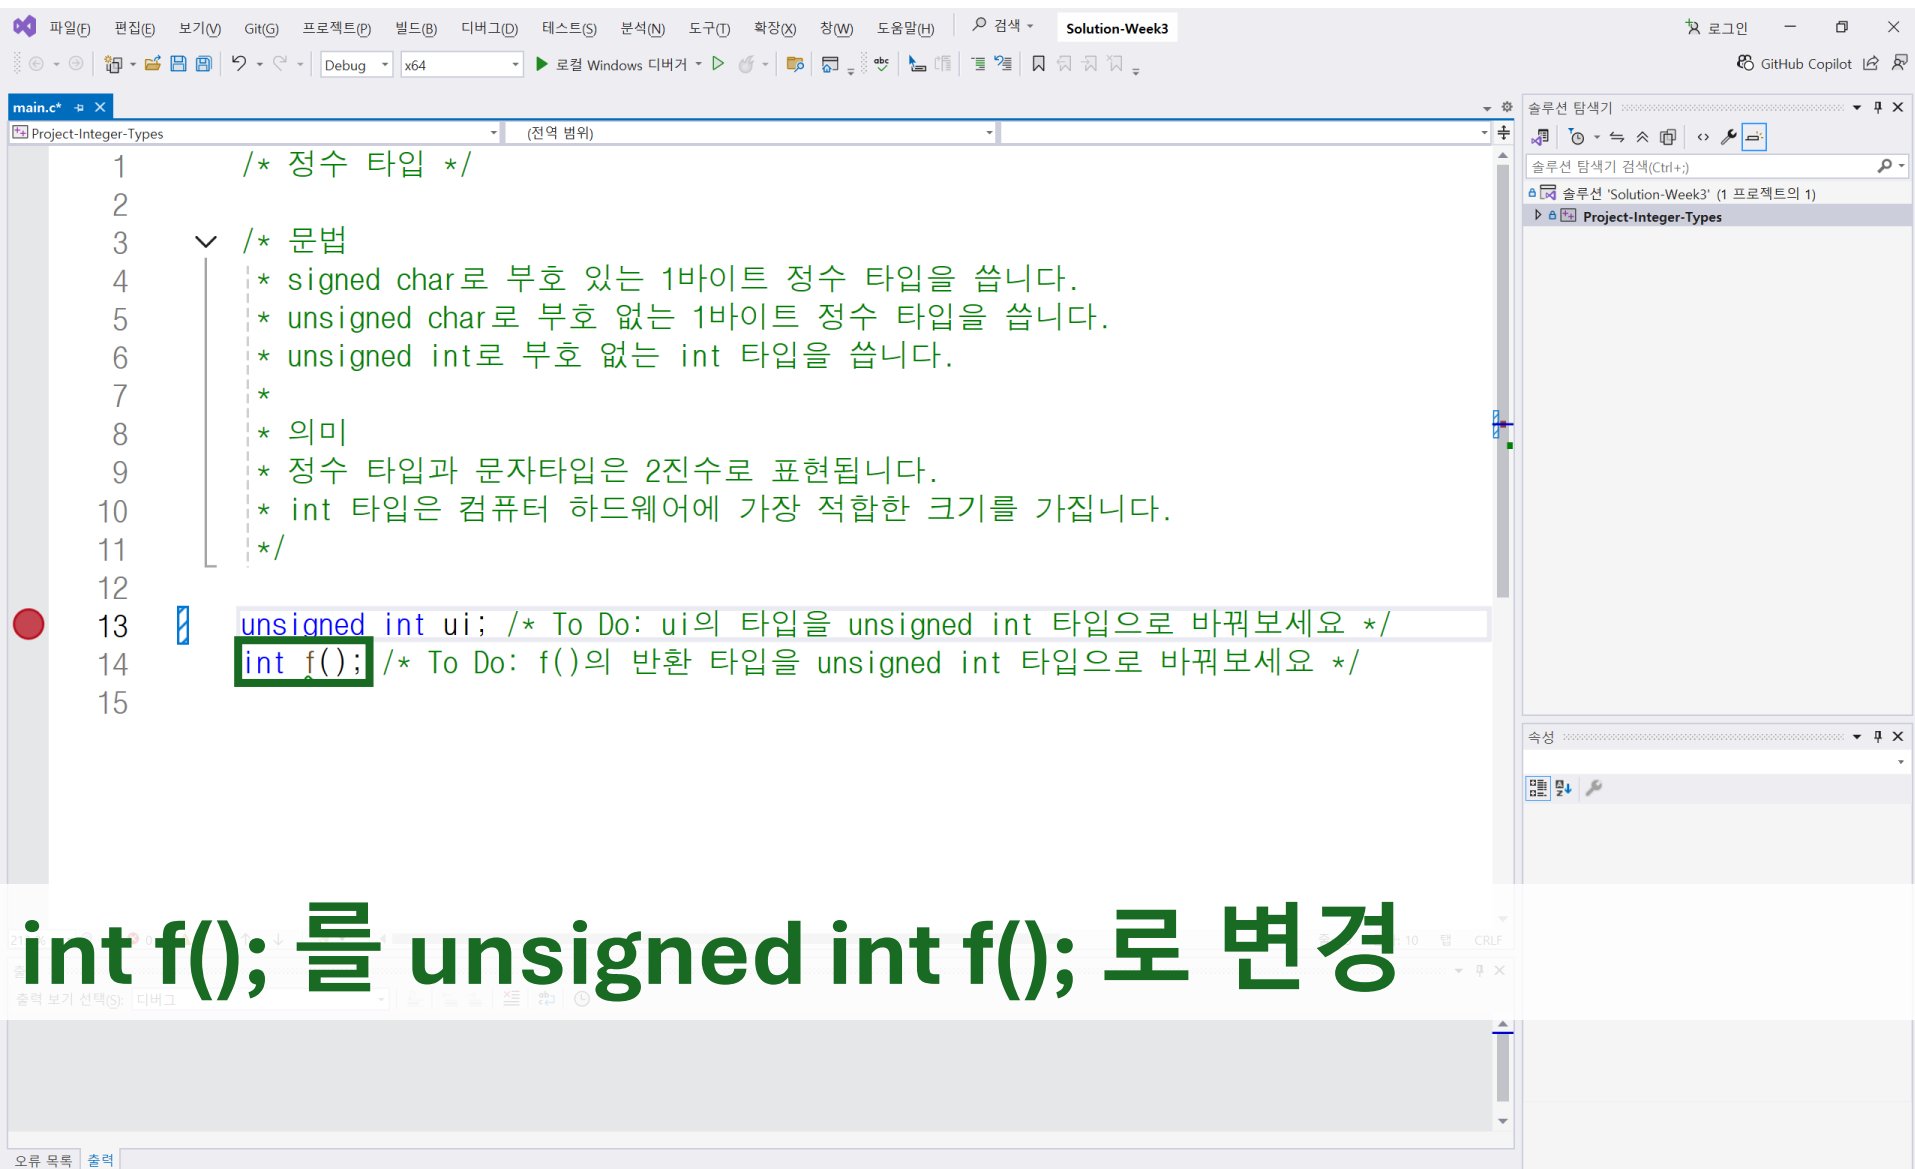 파일(F) 편집(E) 보기(V) Git(G) 프로젝트(P) 빌드(B) 디버그(D) 테스트(S) 분석(N) 도구(T) 확장(X) 창(W) 도움말(H) 검색 Solution-Week3 로그인
Debug x64 로컬 Windows 디버거 GitHub Copilot
main.c*
Project-Integer-Types (전역 범위)
1 /* 정수 타입 */
2
3 /* 문법
4 * signed char로 부호 있는 1바이트 정수 타입을 씁니다.
5 * unsigned char로 부호 없는 1바이트 정수 타입을 씁니다.
6 * unsigned int로 부호 없는 int 타입을 씁니다.
7 *
8 * 의미
9 * 정수 타입과 문자타입은 2진수로 표현됩니다.
10 * int 타입은 컴퓨터 하드웨어에 가장 적합한 크기를 가집니다.
11 */
12
13 unsigned int ui; /* To Do: ui의 타입을 unsigned int 타입으로 바꿔보세요 */
14 int f(); /* To Do: f()의 반환 타입을 unsigned int 타입으로 바꿔보세요 */
15
솔루션 탐색기
솔루션 탐색기 검색(Ctrl+;)
솔루션 'Solution-Week3' (1 프로젝트의 1)
Project-Integer-Types
속성
int f(); 를 unsigned int f(); 로 변경
탭 CRLF
출력 보기 선택(S): 디버그
오류 목록 출력